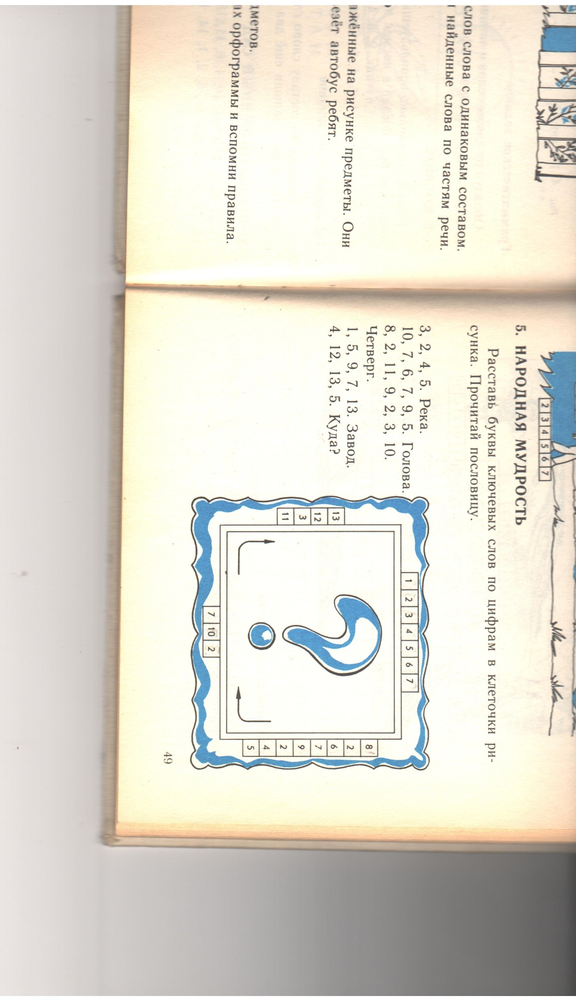 слов слова с одинаковым составом.
найденные слова по частям речи.
ажённые на рисунке предметы. Они
езёт автобус ребят.
дметов.
ах орфограммы и вспомни правила.
2 3 4 5 6 7
5. НАРОДНАЯ МУДРОСТЬ
Расставь буквы ключевых слов по цифрам в клеточки ри-
сунка. Прочитай пословицу.
3, 2, 4, 5. Река.
10, 7, 6, 7, 9, 5. Голова.
8, 2, 11, 9, 2, 3, 10.
Четверг.
1, 5, 9, 7, 13. Завод.
4, 12, 13, 5. Куда?
1 2 3 4 5 6 7
13
12
3
11
8
2
6
7
9
2
4
5
7 10 2
49